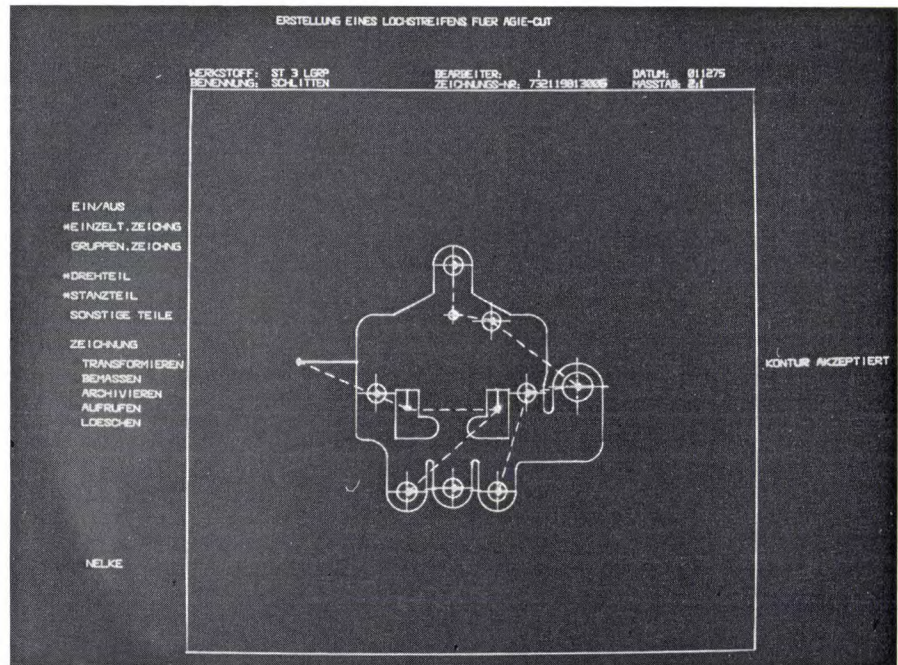 ERSTELLUNG EINES LOCHSTREIFENS FUER AGIE-CUT
WERKSTOFF: ST 3 LGRP BEARBEITER: 1 DATUM: 011275
BENENNUNG: SCHLITTEN ZEICHNUNGS-NR: MASSTAB: 2:1
EIN/AUS
*EINZELT.ZEICHNG
GRUPPEN.ZEICHNG
*DREHTEIL
*STANZTEIL
SONSTIGE TEILE
ZEICHNUNG
TRANSFORMIEREN
BEMASSEN
ARCHIVIEREN
AUFRUFEN
LOESCHEN
KONTUR AKZEPTIERT
NELKE